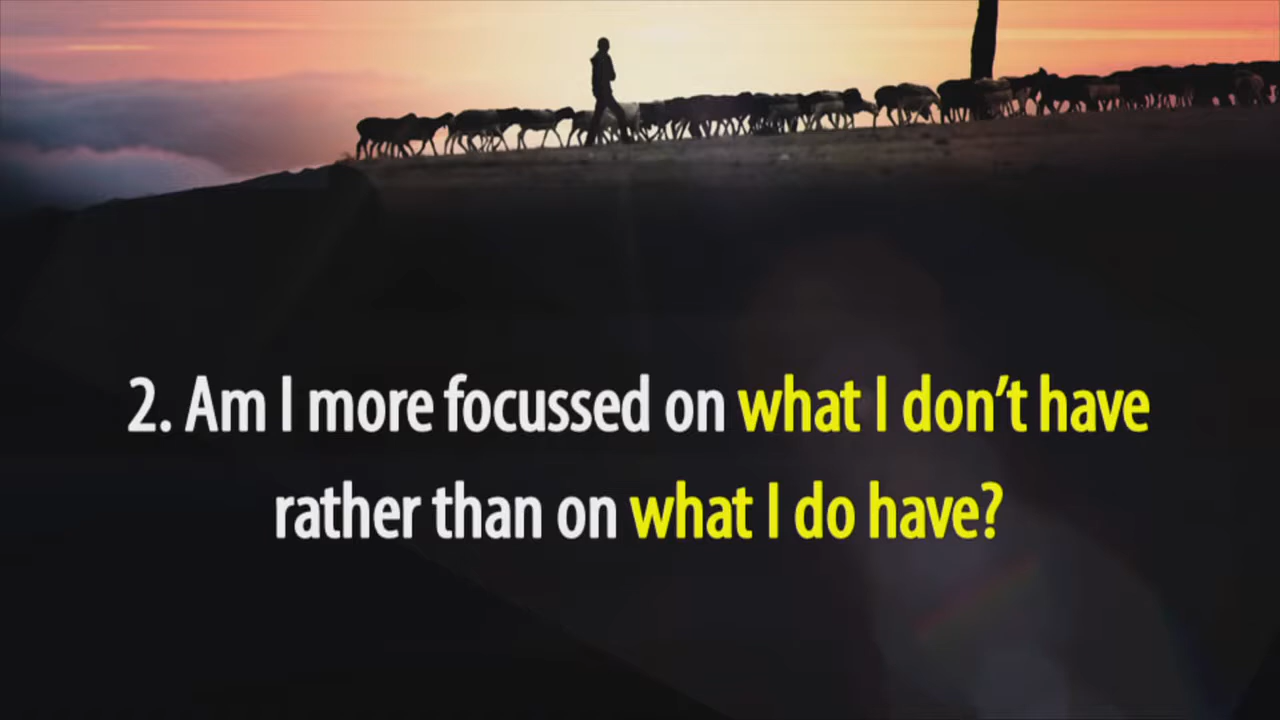 2. Am I more focussed on what I don’t have
rather than on what I do have?